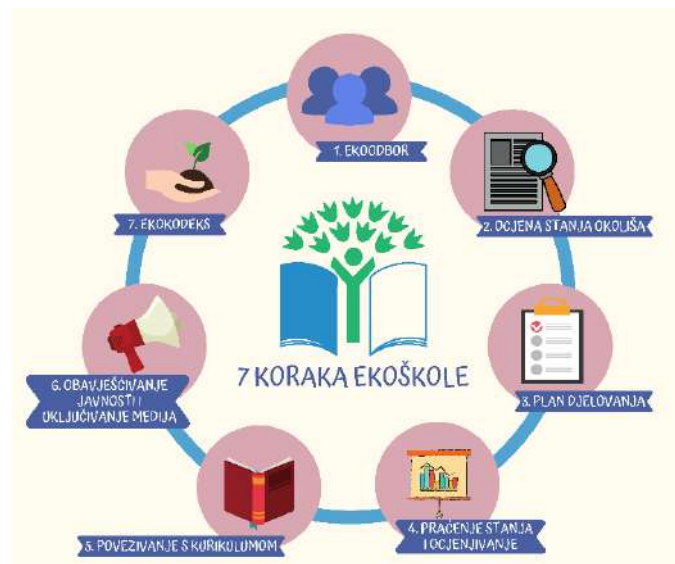 1. EKOODBOR
2. OCJENA STANJA OKOLIŠA
3. PLAN DJELOVANJA
4. PRAĆENJE STANJA
I OCJENJIVANJE
5. POVEZIVANJE S KURIKULUMOM
6. OBAVJEŠĆIVANJE
JAVNOSTI I
UKLJUČIVANJE MEDIJA
7. EKOKODEKS
7 KORAKA EKOŠKOLE